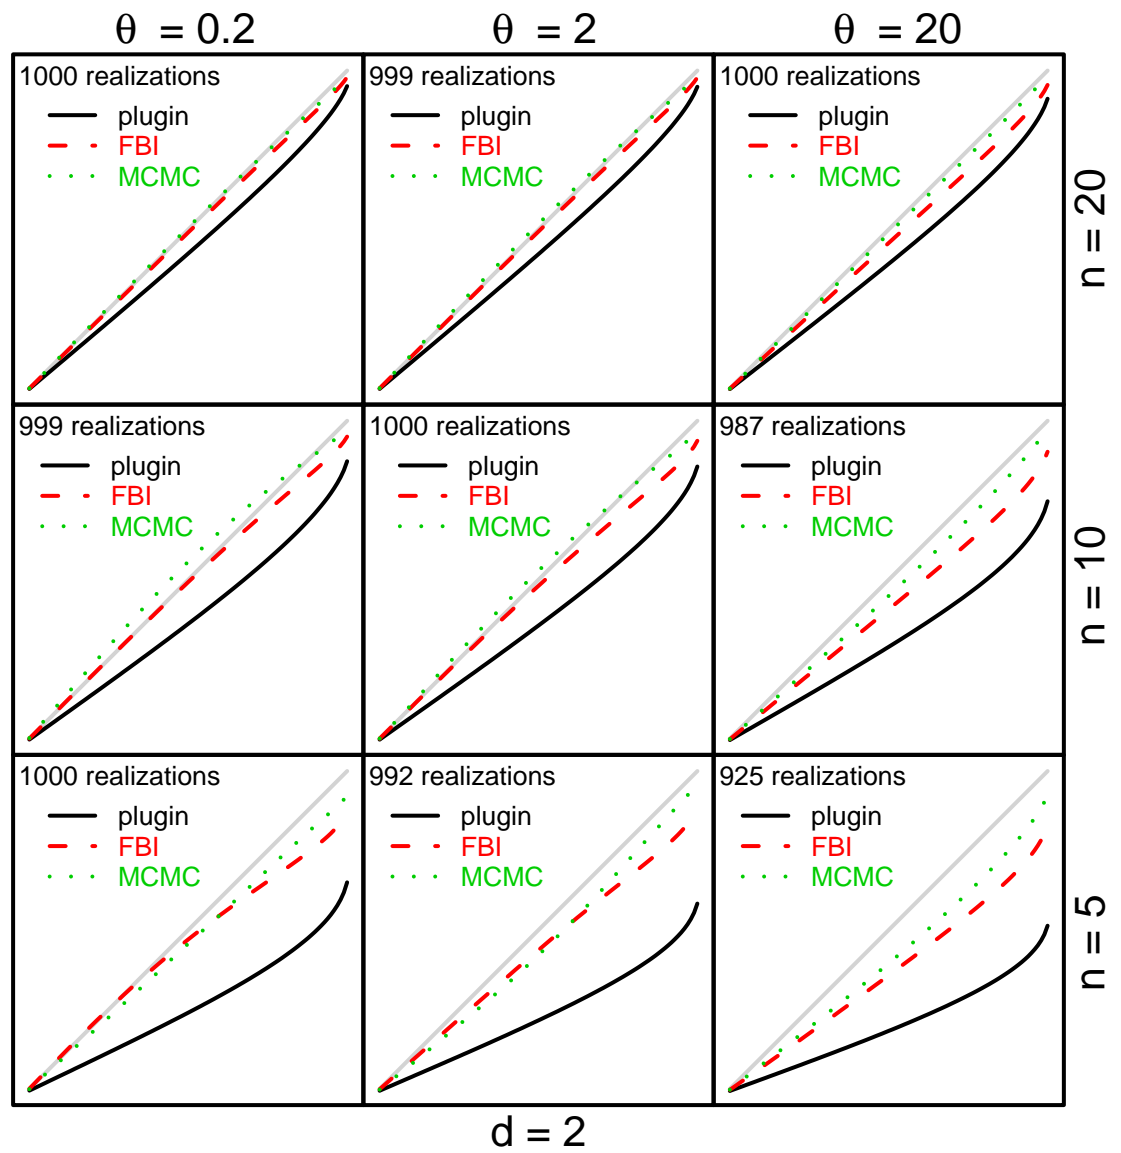 θ = 0.2
θ = 2
θ = 20
1000 realizations
plugin
FBI
MCMC
999 realizations
plugin
FBI
MCMC
1000 realizations
plugin
FBI
MCMC
n = 20
999 realizations
plugin
FBI
MCMC
1000 realizations
plugin
FBI
MCMC
987 realizations
plugin
FBI
MCMC
n = 10
1000 realizations
plugin
FBI
MCMC
992 realizations
plugin
FBI
MCMC
925 realizations
plugin
FBI
MCMC
n = 5
d = 2